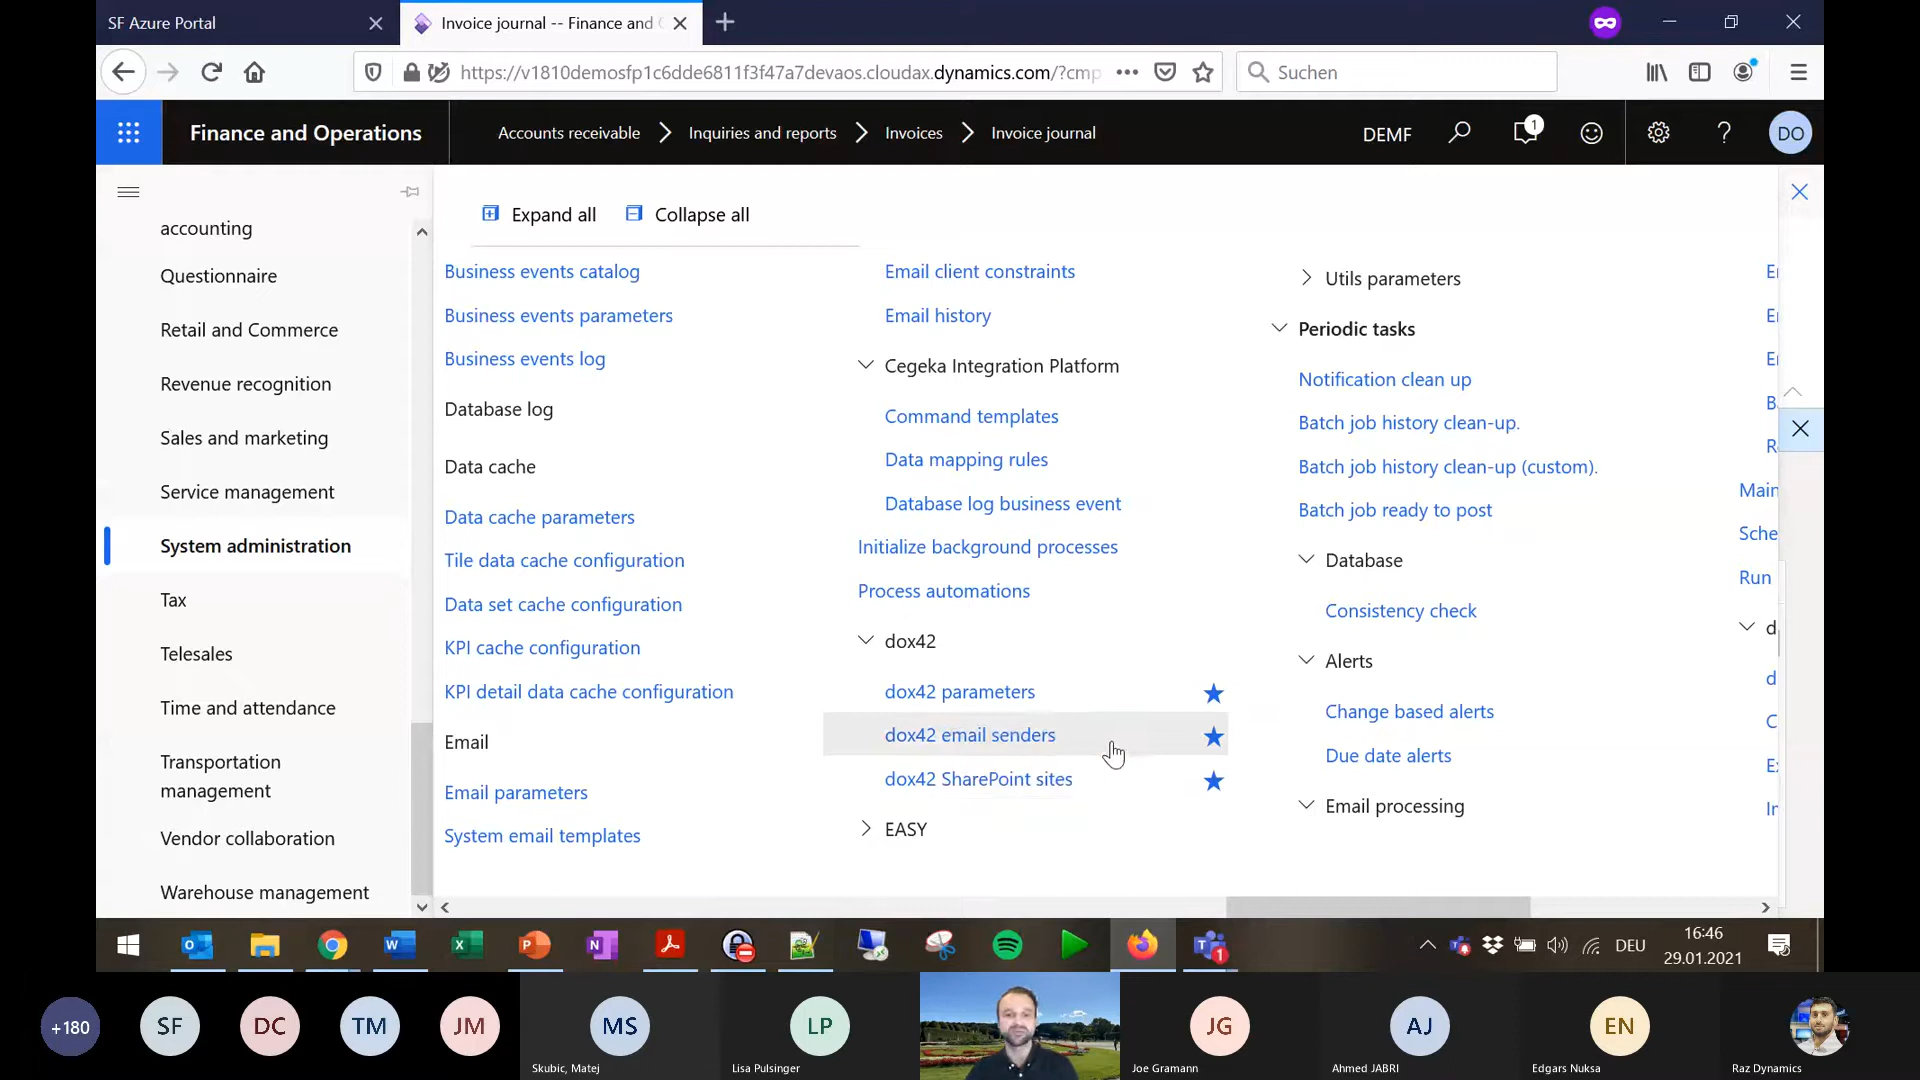 SF Azure Portal
Invoice journal -- Finance and
https://v1810demosfp1c6dde6811f3f47a7devaos.cloudax.dynamics.com/?cmp
Suchen
Finance and Operations
Accounts receivable
Inquiries and reports
Invoices
Invoice journal
DEMF
1
DO
accounting
Questionnaire
Retail and Commerce
Revenue recognition
Sales and marketing
Service management
System administration
Tax
Telesales
Time and attendance
Transportation
management
Vendor collaboration
Warehouse management
Expand all
Collapse all
Business events catalog
Business events parameters
Business events log
Database log
Data cache
Data cache parameters
Tile data cache configuration
Data set cache configuration
KPI cache configuration
KPI detail data cache configuration
Email
Email parameters
System email templates
Email client constraints
Email history
Cegeka Integration Platform
Command templates
Data mapping rules
Database log business event
Initialize background processes
Process automations
dox42
dox42 parameters
dox42 email senders
dox42 SharePoint sites
EASY
Utils parameters
Periodic tasks
Notification clean up
Batch job history clean-up.
Batch job history clean-up (custom).
Batch job ready to post
Database
Consistency check
Alerts
Change based alerts
Due date alerts
Email processing
Run
DEU
16:46
29.01.2021
+180
SF
DC
TM
JM
MS
Skubic, Matej
LP
Lisa Pulsinger
JG
Joe Gramann
AJ
Ahmed JABRI
EN
Edgars Nuksa
Raz Dynamics